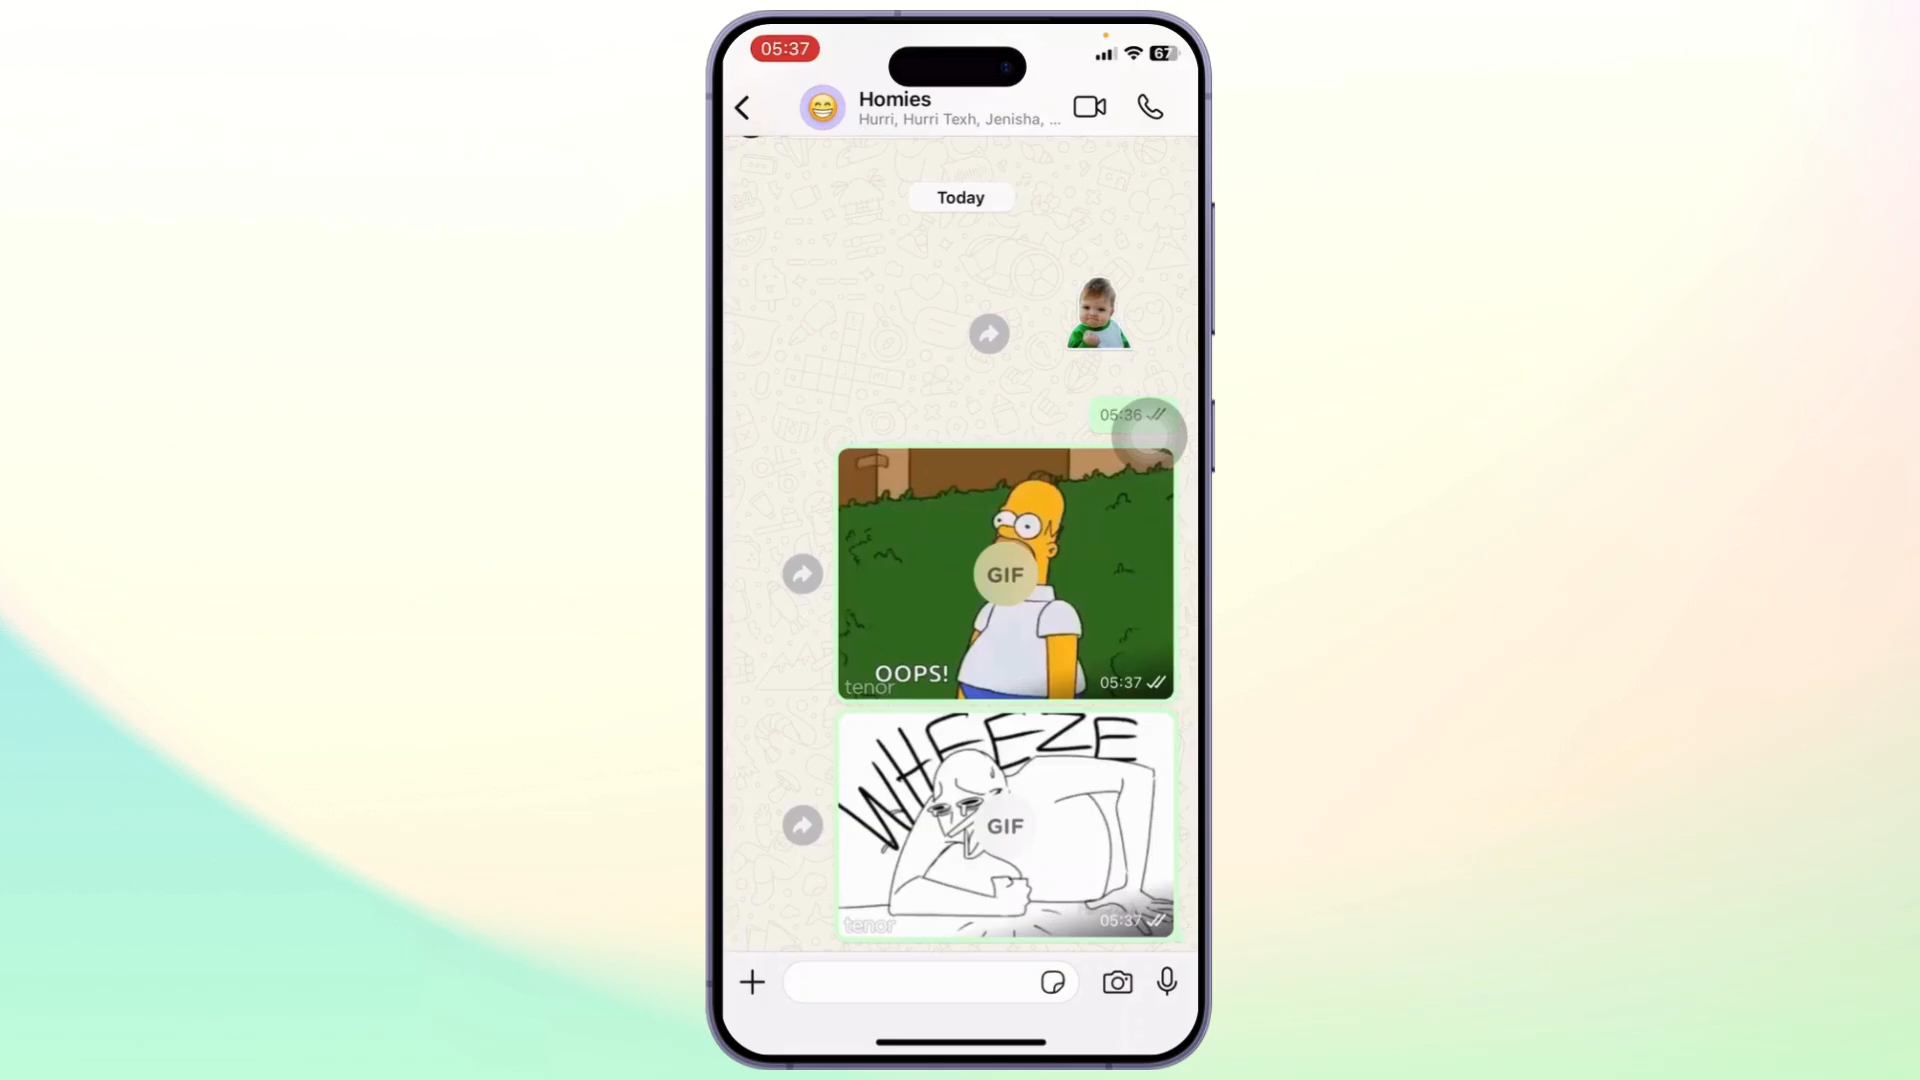 05:37
67
Homies
Hurri, Hurri Texh, Jenisha, ...
Today
05:36
GIF
OOPS!
tenor
05:37
WHEEZE
GIF
tenor
05:37